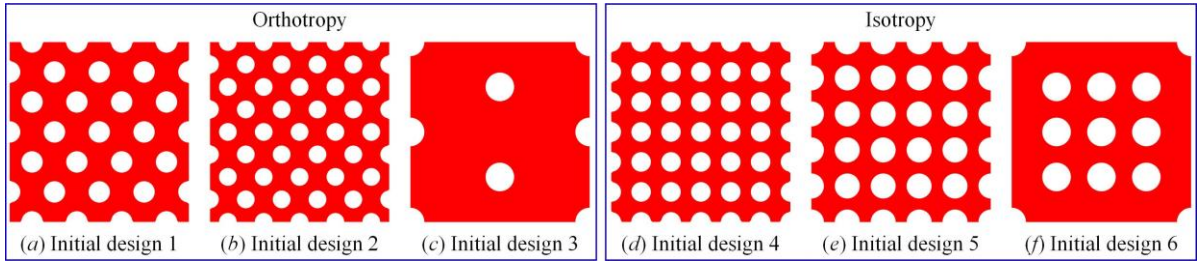 Orthotropy
(a) Initial design 1
(b) Initial design 2
(c) Initial design 3
Isotropy
(d) Initial design 4
(e) Initial design 5
(f) Initial design 6